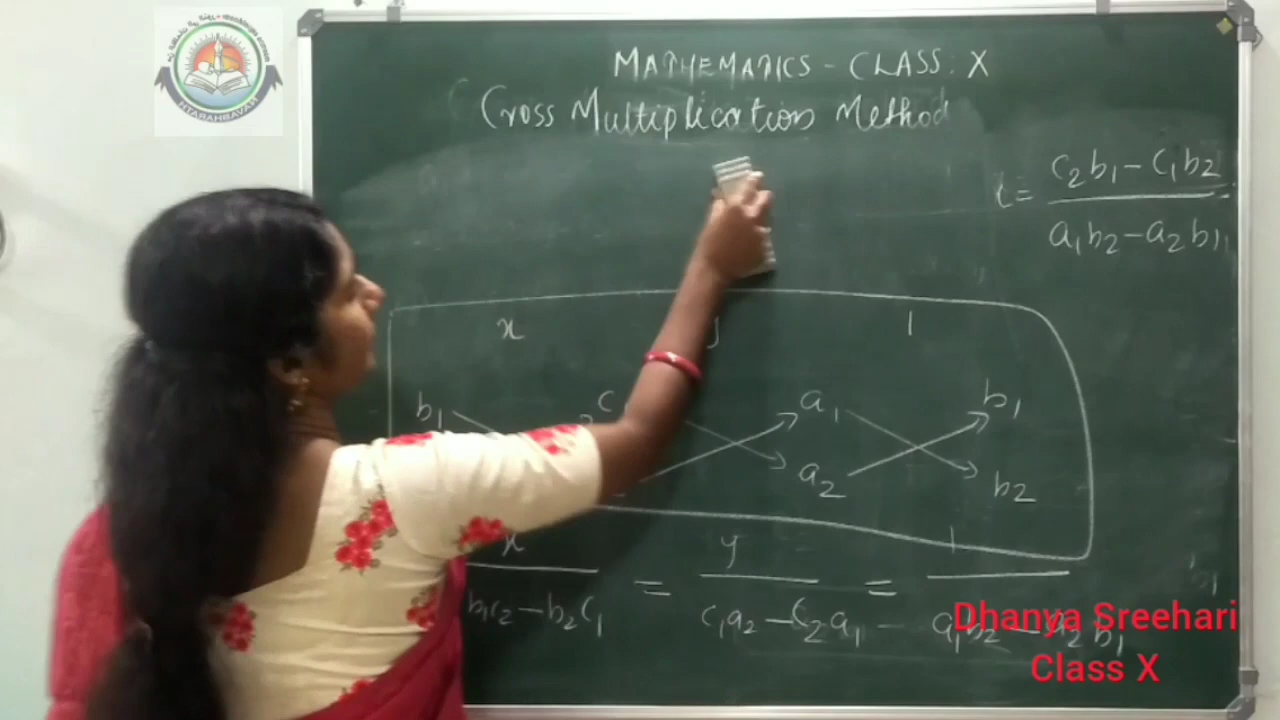 MATHEMATICS - CLASS : X
Cross Multiplication Method
= c₂b₁ - c₁b₂
a₁b₂ - a₂b₁
x 1
b₁ c a₁ b₁
a₂ b₂
x y 1
= =
b₁c₂ - b₂c₁ c₁a₂ - c₂a₁ a₁b₂ - a₂b₁
b₁
Dhanya Sreehari
Class X